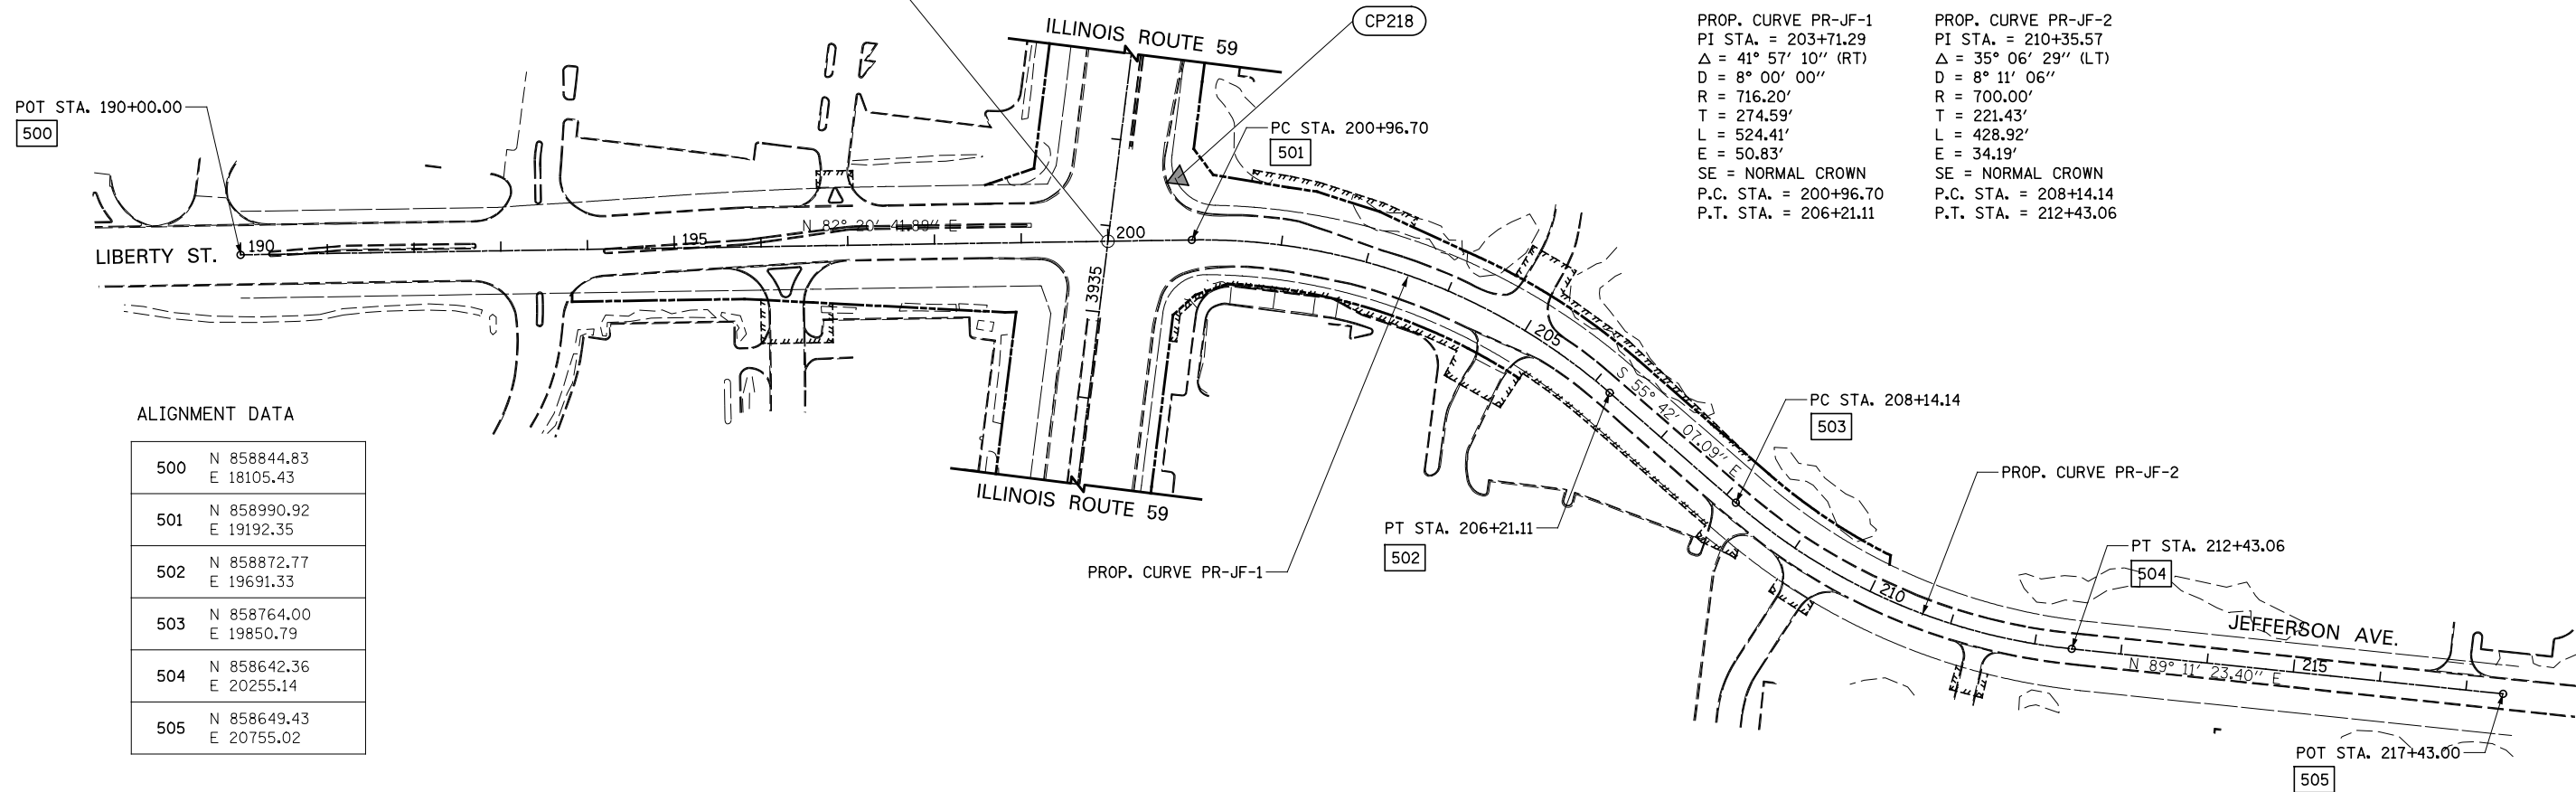 ILLINOIS ROUTE 59
CP218
PROP. CURVE PR-JF-1
PI STA. = 203+71.29
Δ = 41° 57' 10" (RT)
D = 8° 00' 00"
R = 716.20'
T = 274.59'
L = 524.41'
E = 50.83'
SE = NORMAL CROWN
P.C. STA. = 200+96.70
P.T. STA. = 206+21.11
PROP. CURVE PR-JF-2
PI STA. = 210+35.57
Δ = 35° 06' 29" (LT)
D = 8° 11' 06"
R = 700.00'
T = 221.43'
L = 428.92'
E = 34.19'
SE = NORMAL CROWN
P.C. STA. = 208+14.14
P.T. STA. = 212+43.06
POT STA. 190+00.00
500
PC STA. 200+96.70
501
N 82° 20' 41.89" E
LIBERTY ST.
190
195
200
3935
205
S 55° 42' 07.09" E
PC STA. 208+14.14
503
PROP. CURVE PR-JF-2
ILLINOIS ROUTE 59
PT STA. 206+21.11
502
PROP. CURVE PR-JF-1
PT STA. 212+43.06
504
210
JEFFERSON AVE.
N 89° 11' 23.40" E
215
POT STA. 217+43.00
505
ALIGNMENT DATA
500 N 858844.83
E 18105.43
501 N 858990.92
E 19192.35
502 N 858872.77
E 19691.33
503 N 858764.00
E 19850.79
504 N 858642.36
E 20255.14
505 N 858649.43
E 20755.02